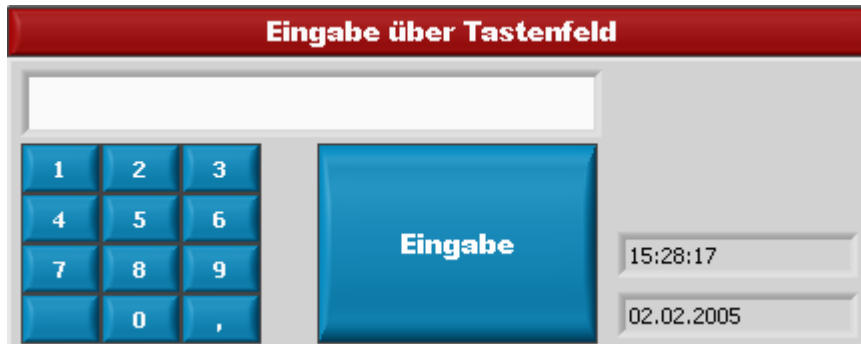 Eingabe über Tastenfeld
1 2 3
4 5 6
7 8 9
0 ,
Eingabe
15:28:17
02.02.2005